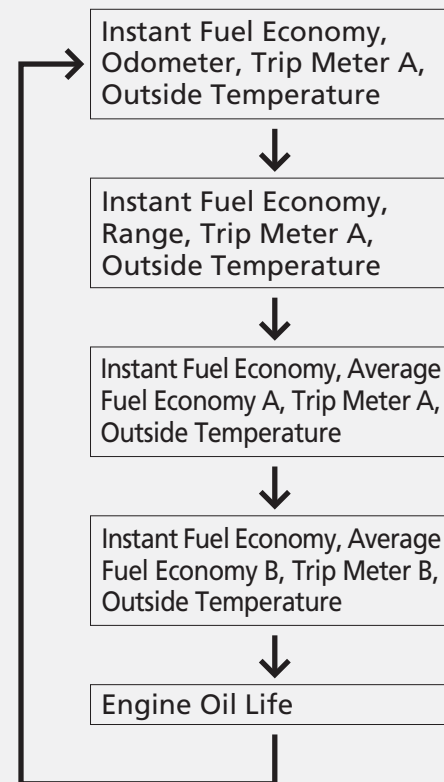 Instant Fuel Economy,
Odometer, Trip Meter A,
Outside Temperature
Instant Fuel Economy,
Range, Trip Meter A,
Outside Temperature
Instant Fuel Economy, Average
Fuel Economy A, Trip Meter A,
Outside Temperature
Instant Fuel Economy, Average
Fuel Economy B, Trip Meter B,
Outside Temperature
Engine Oil Life